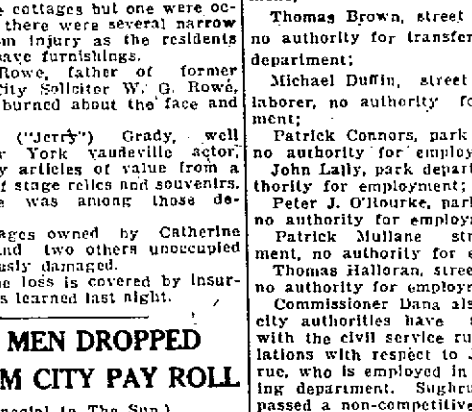 e cottages but one were oc-
there were several narrow
m injury as the residents
ave furnishings.
Rowe, father of former
City Solicitor W. G. Rowe,
burned about the face and
("Jerry") Grady, well
York vaudeville actor,
y articles of value from a
f stage relics and souvenirs.
e was among those de-
ages owned by Catherine
and two others unoccupied
usly damaged.
e loss is covered by insur-
s learned last night.
MEN DROPPED
M CITY PAY ROLL
The Sun.)
Thomas Brown, street
no authority for transfer
department;
Michael Duffin, street
laborer, no authority fo
ment;
Patrick Connors, park
no authority for employ
John Lally, park depart
thority for employment;
Peter J. O'Rourke, park
no authority for employ
Patrick Mullane str
ment, no authority for e
Thomas Halloran, stree
no authority for employ
Commissioner Dana als
city authorities have
with the civil service ru
lations with respect to
rue, who is employed in
ing department. Sughru
passed a non-competitive